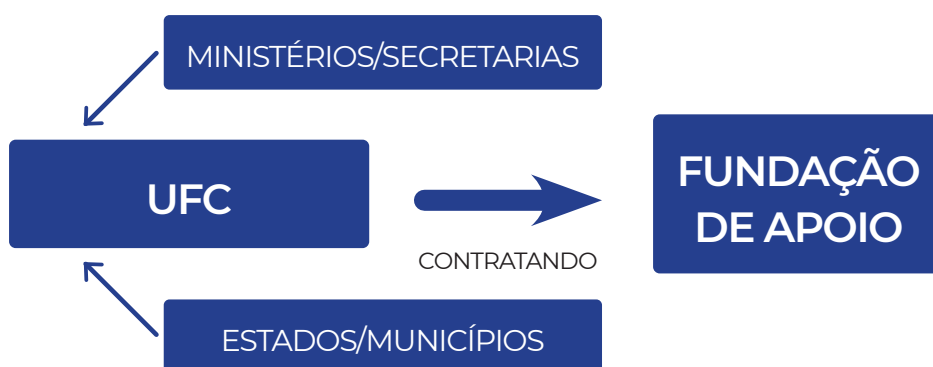 MINISTÉRIOS/SECRETARIAS
UFC
CONTRATANDO
FUNDAÇÃO
DE APOIO
ESTADOS/MUNICÍPIOS